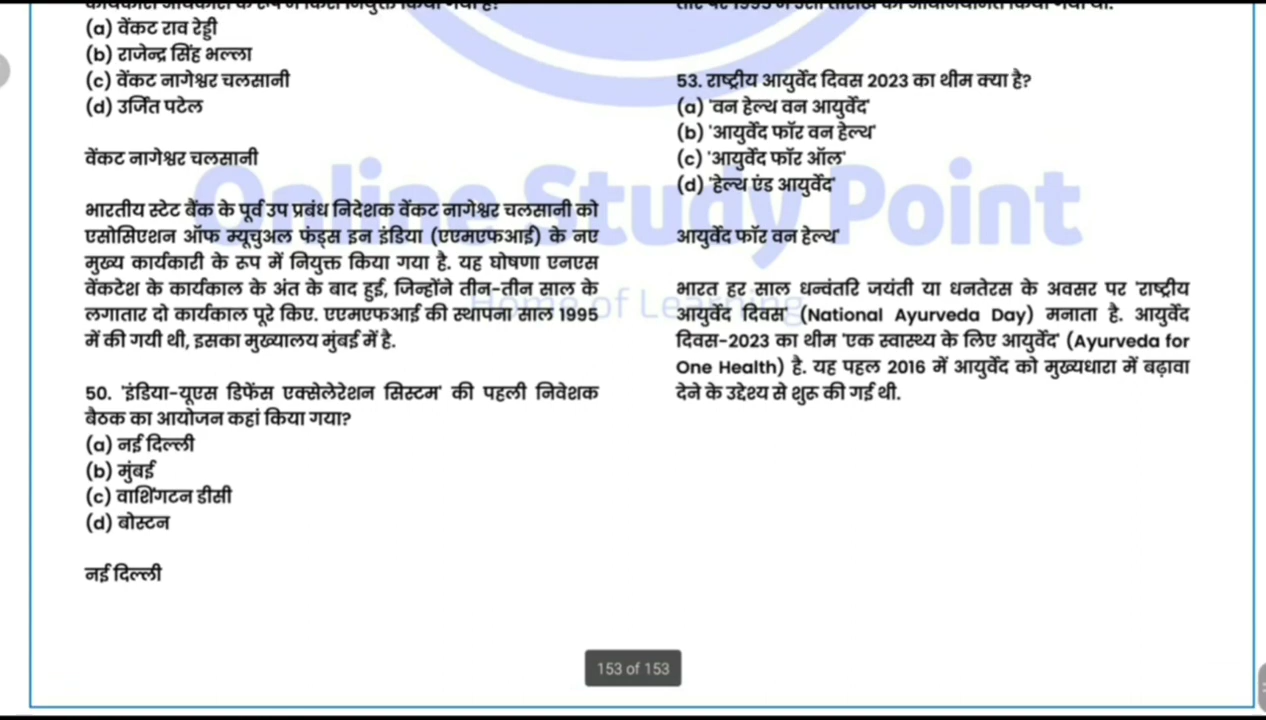 (a) वेंकट राव रेड्डी
(b) राजेन्द्र सिंह भल्ला
(c) वेंकट नागेश्वर चलसानी
(d) उर्जित पटेल
वेंकट नागेश्वर चलसानी
भारतीय स्टेट बैंक के पूर्व उप प्रबंध निदेशक वेंकट नागेश्वर चलसानी को
एसोसिएशन ऑफ म्यूचुअल फंड्स इन इंडिया (एएमएफआई) के नए
मुख्य कार्यकारी के रूप में नियुक्त किया गया है. यह घोषणा एनएस
वेंकटेश के कार्यकाल के अंत के बाद हुई, जिन्होंने तीन-तीन साल के
लगातार दो कार्यकाल पूरे किए. एएमएफआई की स्थापना साल 1995
में की गयी थी, इसका मुख्यालय मुंबई में है.
50. 'इंडिया-यूएस डिफेंस एक्सेलेरेशन सिस्टम' की पहली निवेशक
बैठक का आयोजन कहां किया गया?
(a) नई दिल्ली
(b) मुंबई
(c) वाशिंगटन डीसी
(d) बोस्टन
नई दिल्ली
53. राष्ट्रीय आयुर्वेद दिवस 2023 का थीम क्या है?
(a) 'वन हेल्थ वन आयुर्वेद'
(b) 'आयुर्वेद फॉर वन हेल्थ'
(c) 'आयुर्वेद फॉर ऑल'
(d) 'हेल्थ एंड आयुर्वेद'
आयुर्वेद फॉर वन हेल्थ'
भारत हर साल धन्वंतरि जयंती या धनतेरस के अवसर पर 'राष्ट्रीय
आयुर्वेद दिवस' (National Ayurveda Day) मनाता है. आयुर्वेद
दिवस-2023 का थीम 'एक स्वास्थ्य के लिए आयुर्वेद' (Ayurveda for
One Health) है. यह पहल 2016 में आयुर्वेद को मुख्यधारा में बढ़ावा
देने के उद्देश्य से शुरू की गई थी.
Online Study Point
Home of Learning
153 of 153